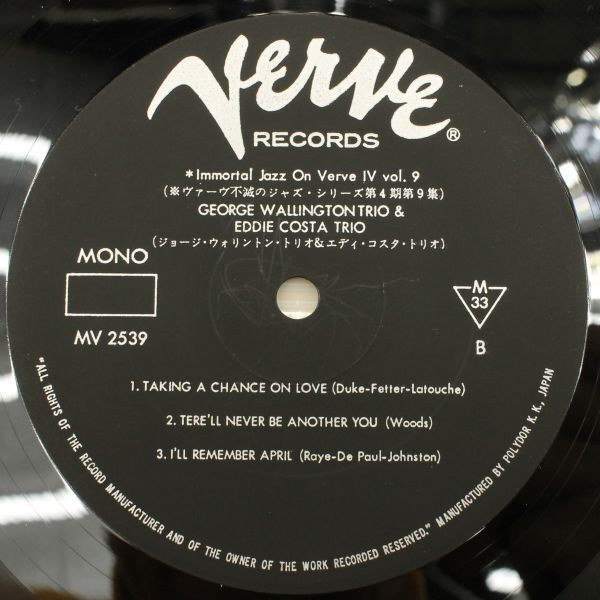 Verve
RECORDS ®
*Immortal Jazz On Verve IV vol. 9
(※ヴァーヴ不滅のジャズ・シリーズ第4期第9集)
GEORGE WALLINGTON TRIO &
EDDIE COSTA TRIO
(ジョージ・ウォリントン・トリオ&エディ・コスタ・トリオ)
MONO
MV 2539
M
33
B
1. TAKING A CHANCE ON LOVE (Duke-Fetter-Latouche)
2. TERE'LL NEVER BE ANOTHER YOU (Woods)
3. I'LL REMEMBER APRIL (Raye-De Paul-Johnston)
"ALL RIGHTS OF THE RECORD MANUFACTURER AND OF THE OWNER OF THE WORK RECORDED RESERVED." MANUFACTURED BY POLYDOR K. K., JAPAN